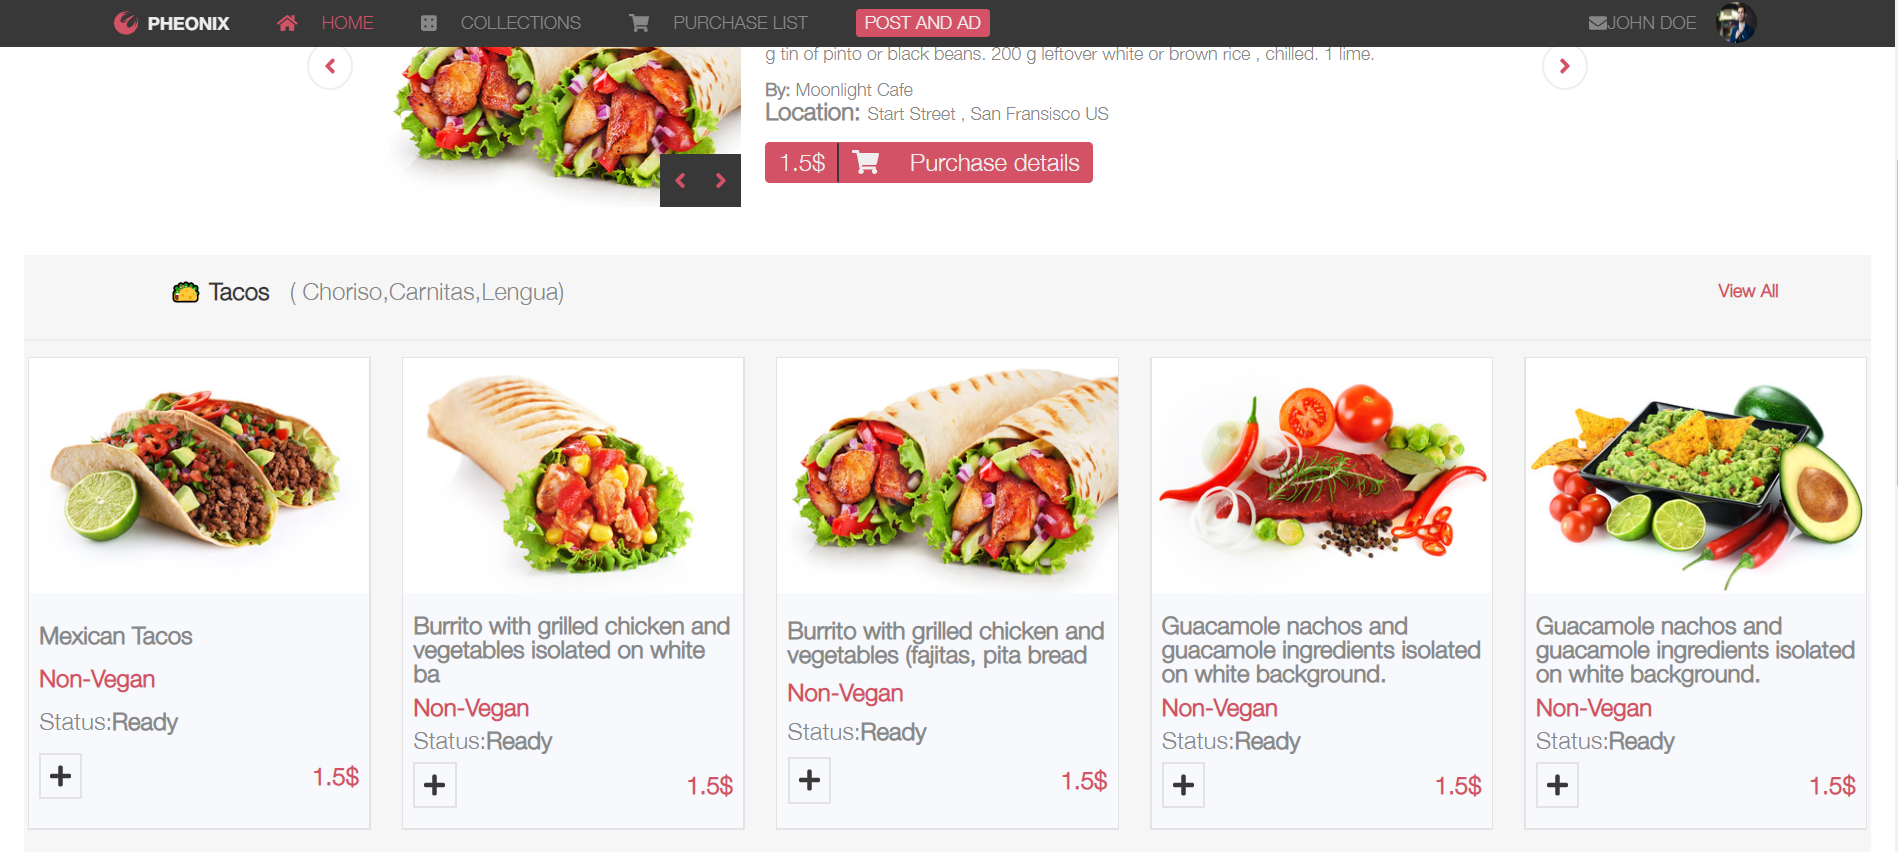 PHEONIX
HOME
COLLECTIONS
PURCHASE LIST
POST AND AD
JOHN DOE
g tin of pinto or black beans. 200 g leftover white or brown rice , chilled. 1 lime.
By: Moonlight Cafe
Location: Start Street , San Fransisco US
1.5$ Purchase details
Tacos ( Choriso,Carnitas,Lengua)
View All
Mexican Tacos
Non-Vegan
Status:Ready
1.5$
Burrito with grilled chicken and
vegetables isolated on white
ba
Non-Vegan
Status:Ready
1.5$
Burrito with grilled chicken and
vegetables (fajitas, pita bread
Non-Vegan
Status:Ready
1.5$
Guacamole nachos and
guacamole ingredients isolated
on white background.
Non-Vegan
Status:Ready
1.5$
Guacamole nachos and
guacamole ingredients isolated
on white background.
Non-Vegan
Status:Ready
1.5$